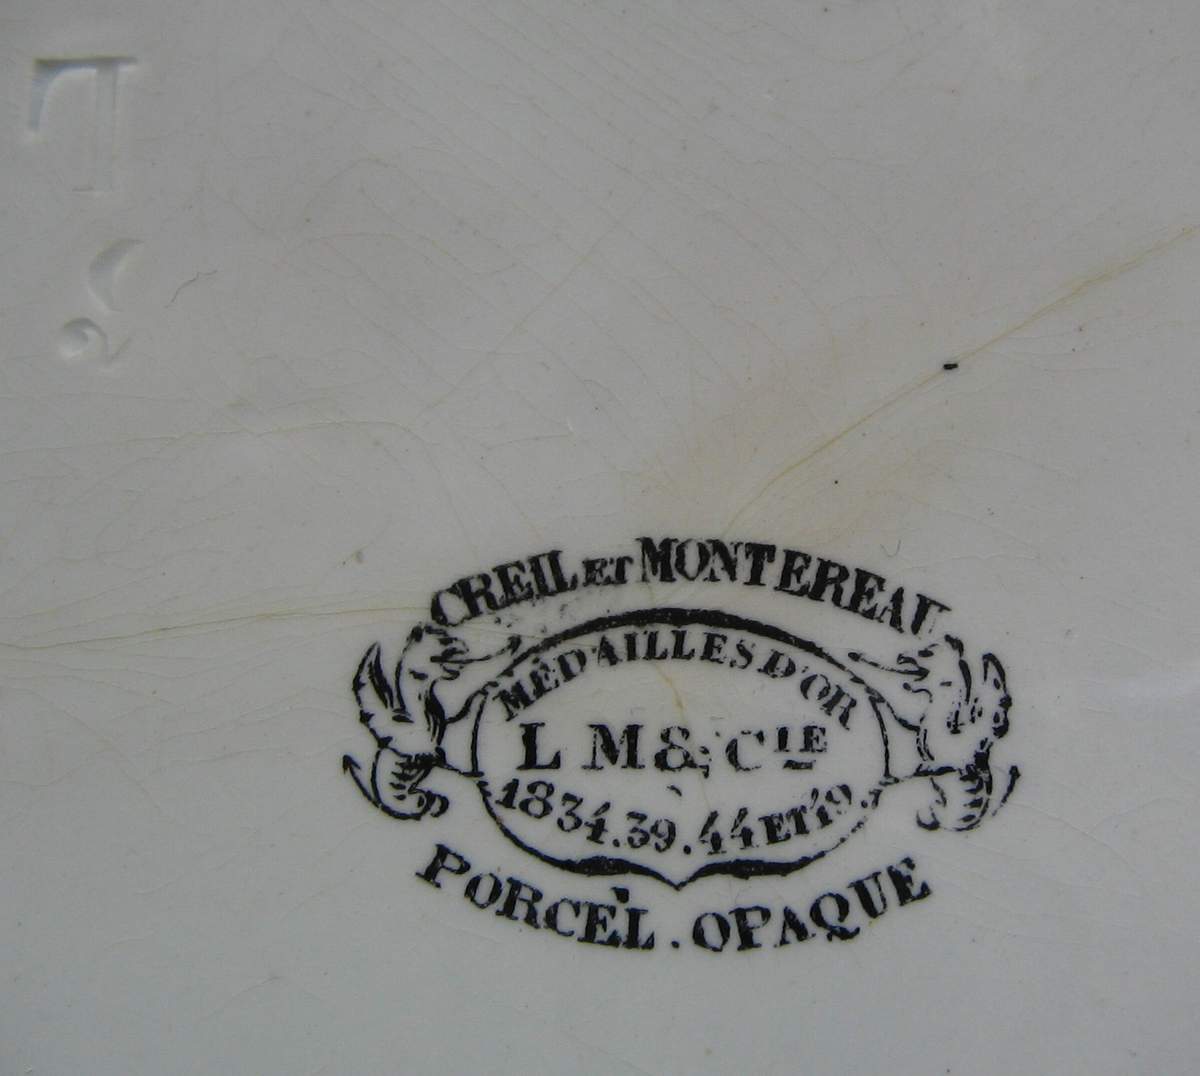 CREIL ET MONTEREAU
MÉDAILLES D'OR
L M & CIE
1834.39.44 ET 49.
PORCEL. OPAQUE